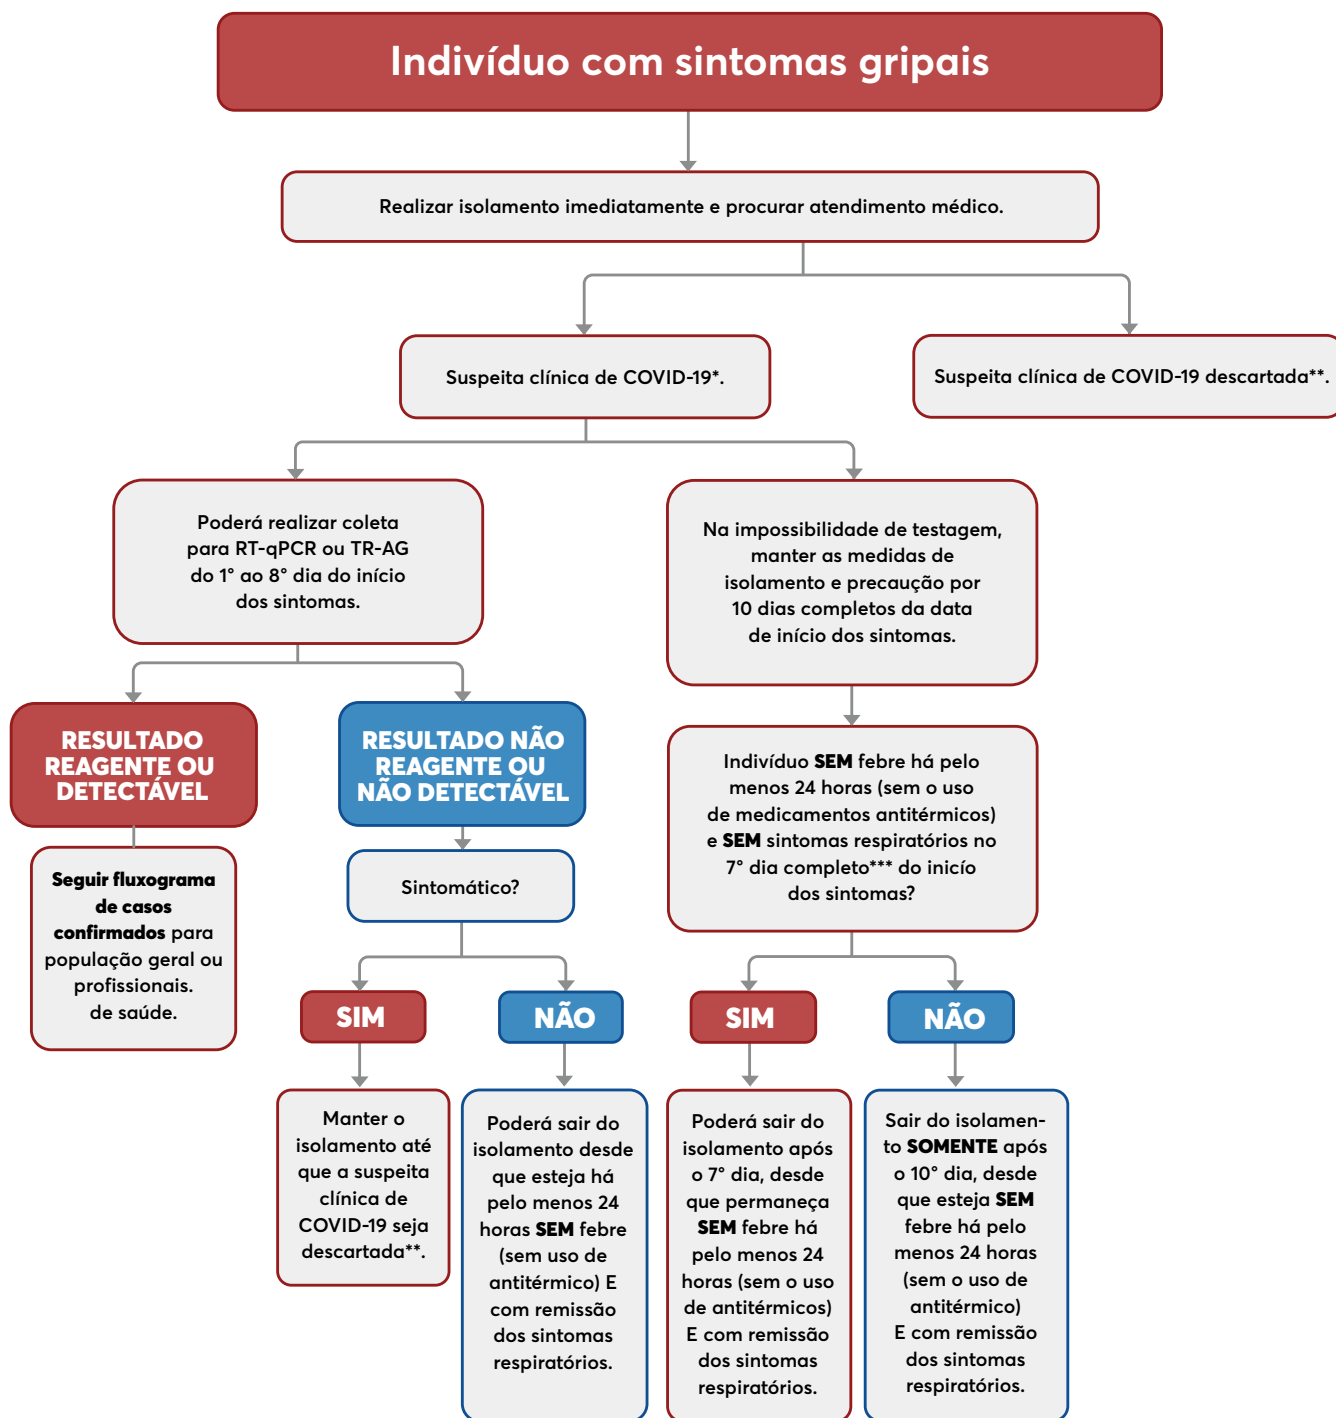 Indivíduo com sintomas gripais
Realizar isolamento imediatamente e procurar atendimento médico.
Suspeita clínica de COVID-19*.
Suspeita clínica de COVID-19 descartada**.
Poderá realizar coleta
para RT-qPCR ou TR-AG
do 1° ao 8° dia do início
dos sintomas.
Na impossibilidade de testagem,
manter as medidas de
isolamento e precaução por
10 dias completos da data
de início dos sintomas.
RESULTADO
REAGENTE OU
DETECTÁVEL
RESULTADO NÃO
REAGENTE OU
NÃO DETECTÁVEL
Indivíduo SEM febre há pelo
menos 24 horas (sem o uso
de medicamentos antitérmicos)
e SEM sintomas respiratórios no
7° dia completo*** do inicío
dos sintomas?
Seguir fluxograma
de casos
confirmados para
população geral ou
profissionais.
de saúde.
Sintomático?
SIM
NÃO
SIM
NÃO
Manter o
isolamento até
que a suspeita
clínica de
COVID-19 seja
descartada**.
Poderá sair do
isolamento desde
que esteja há
pelo menos 24
horas SEM febre
(sem uso de
antitérmico) E
com remissão
dos sintomas
respiratórios.
Poderá sair do
isolamento após
o 7° dia, desde
que permaneça
SEM febre há
pelo menos 24
horas (sem o uso
de antitérmicos)
E com remissão
dos sintomas
respiratórios.
Sair do isolamen-
to SOMENTE após
o 10° dia, desde
que esteja SEM
febre há pelo
menos 24 horas
(sem o uso de
antitérmico)
E com remissão
dos sintomas
respiratórios.